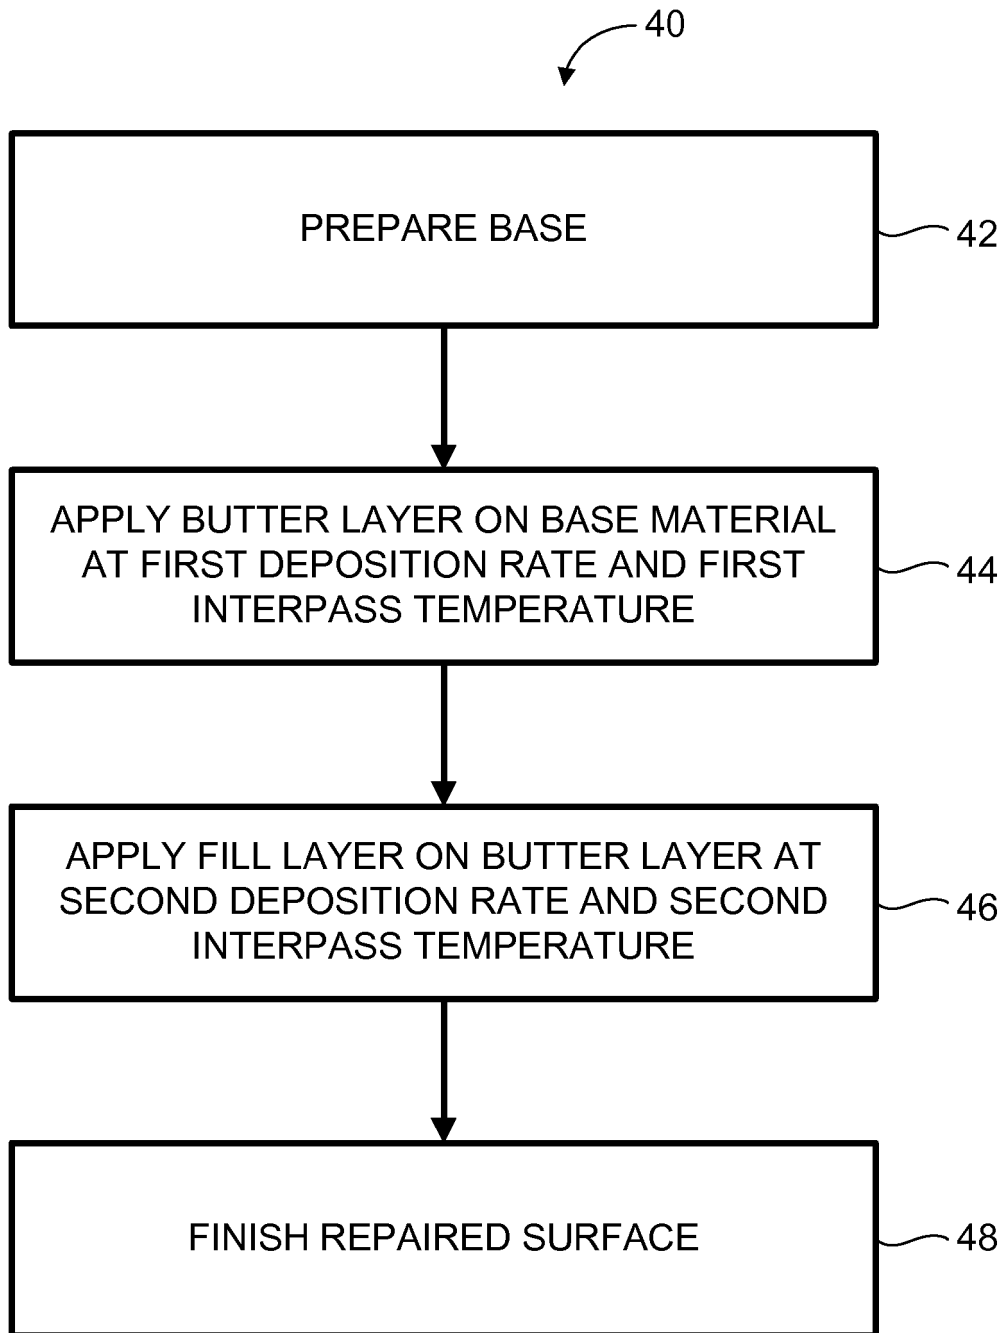 40
PREPARE BASE
42
APPLY BUTTER LAYER ON BASE MATERIAL
AT FIRST DEPOSITION RATE AND FIRST
INTERPASS TEMPERATURE
44
APPLY FILL LAYER ON BUTTER LAYER AT
SECOND DEPOSITION RATE AND SECOND
INTERPASS TEMPERATURE
46
FINISH REPAIRED SURFACE
48